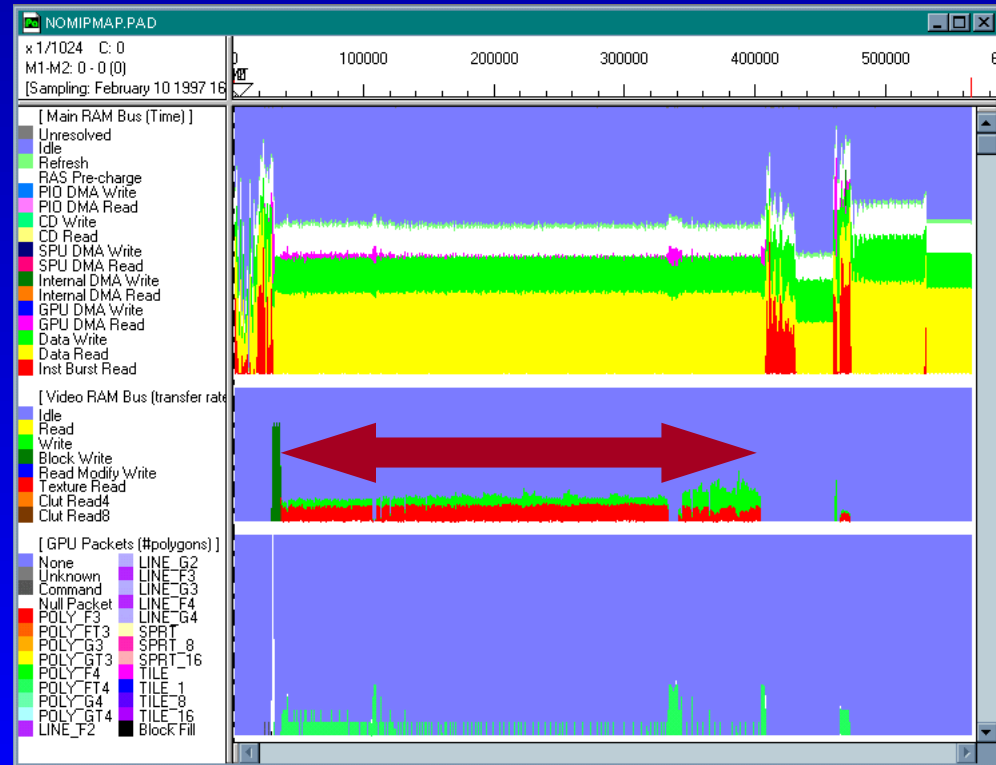 NOMIPMAP.PAD
x 1/1024 C: 0
M1-M2: 0 - 0 (0)
[Sampling: February 10 1997 16
0 100000 200000 300000 400000 500000 6
[ Main RAM Bus (Time) ]
Unresolved
Idle
Refresh
RAS Pre-charge
PIO DMA Write
PIO DMA Read
CD Write
CD Read
SPU DMA Write
SPU DMA Read
Internal DMA Write
Internal DMA Read
GPU DMA Write
GPU DMA Read
Data Write
Data Read
Inst Burst Read
[ Video RAM Bus (transfer rate
Idle
Read
Write
Block Write
Read Modify Write
Texture Read
Clut Read4
Clut Read8
[ GPU Packets (#polygons) ]
None LINE_G2
Unknown LINE_F3
Command LINE_G3
Null Packet LINE_F4
POLY_F3 LINE_G4
POLY_FT3 SPRT
POLY_G3 SPRT_8
POLY_GT3 SPRT_16
POLY_F4 TILE
POLY_FT4 TILE_1
POLY_G4 TILE_8
POLY_GT4 TILE_16
LINE_F2 Block Fill